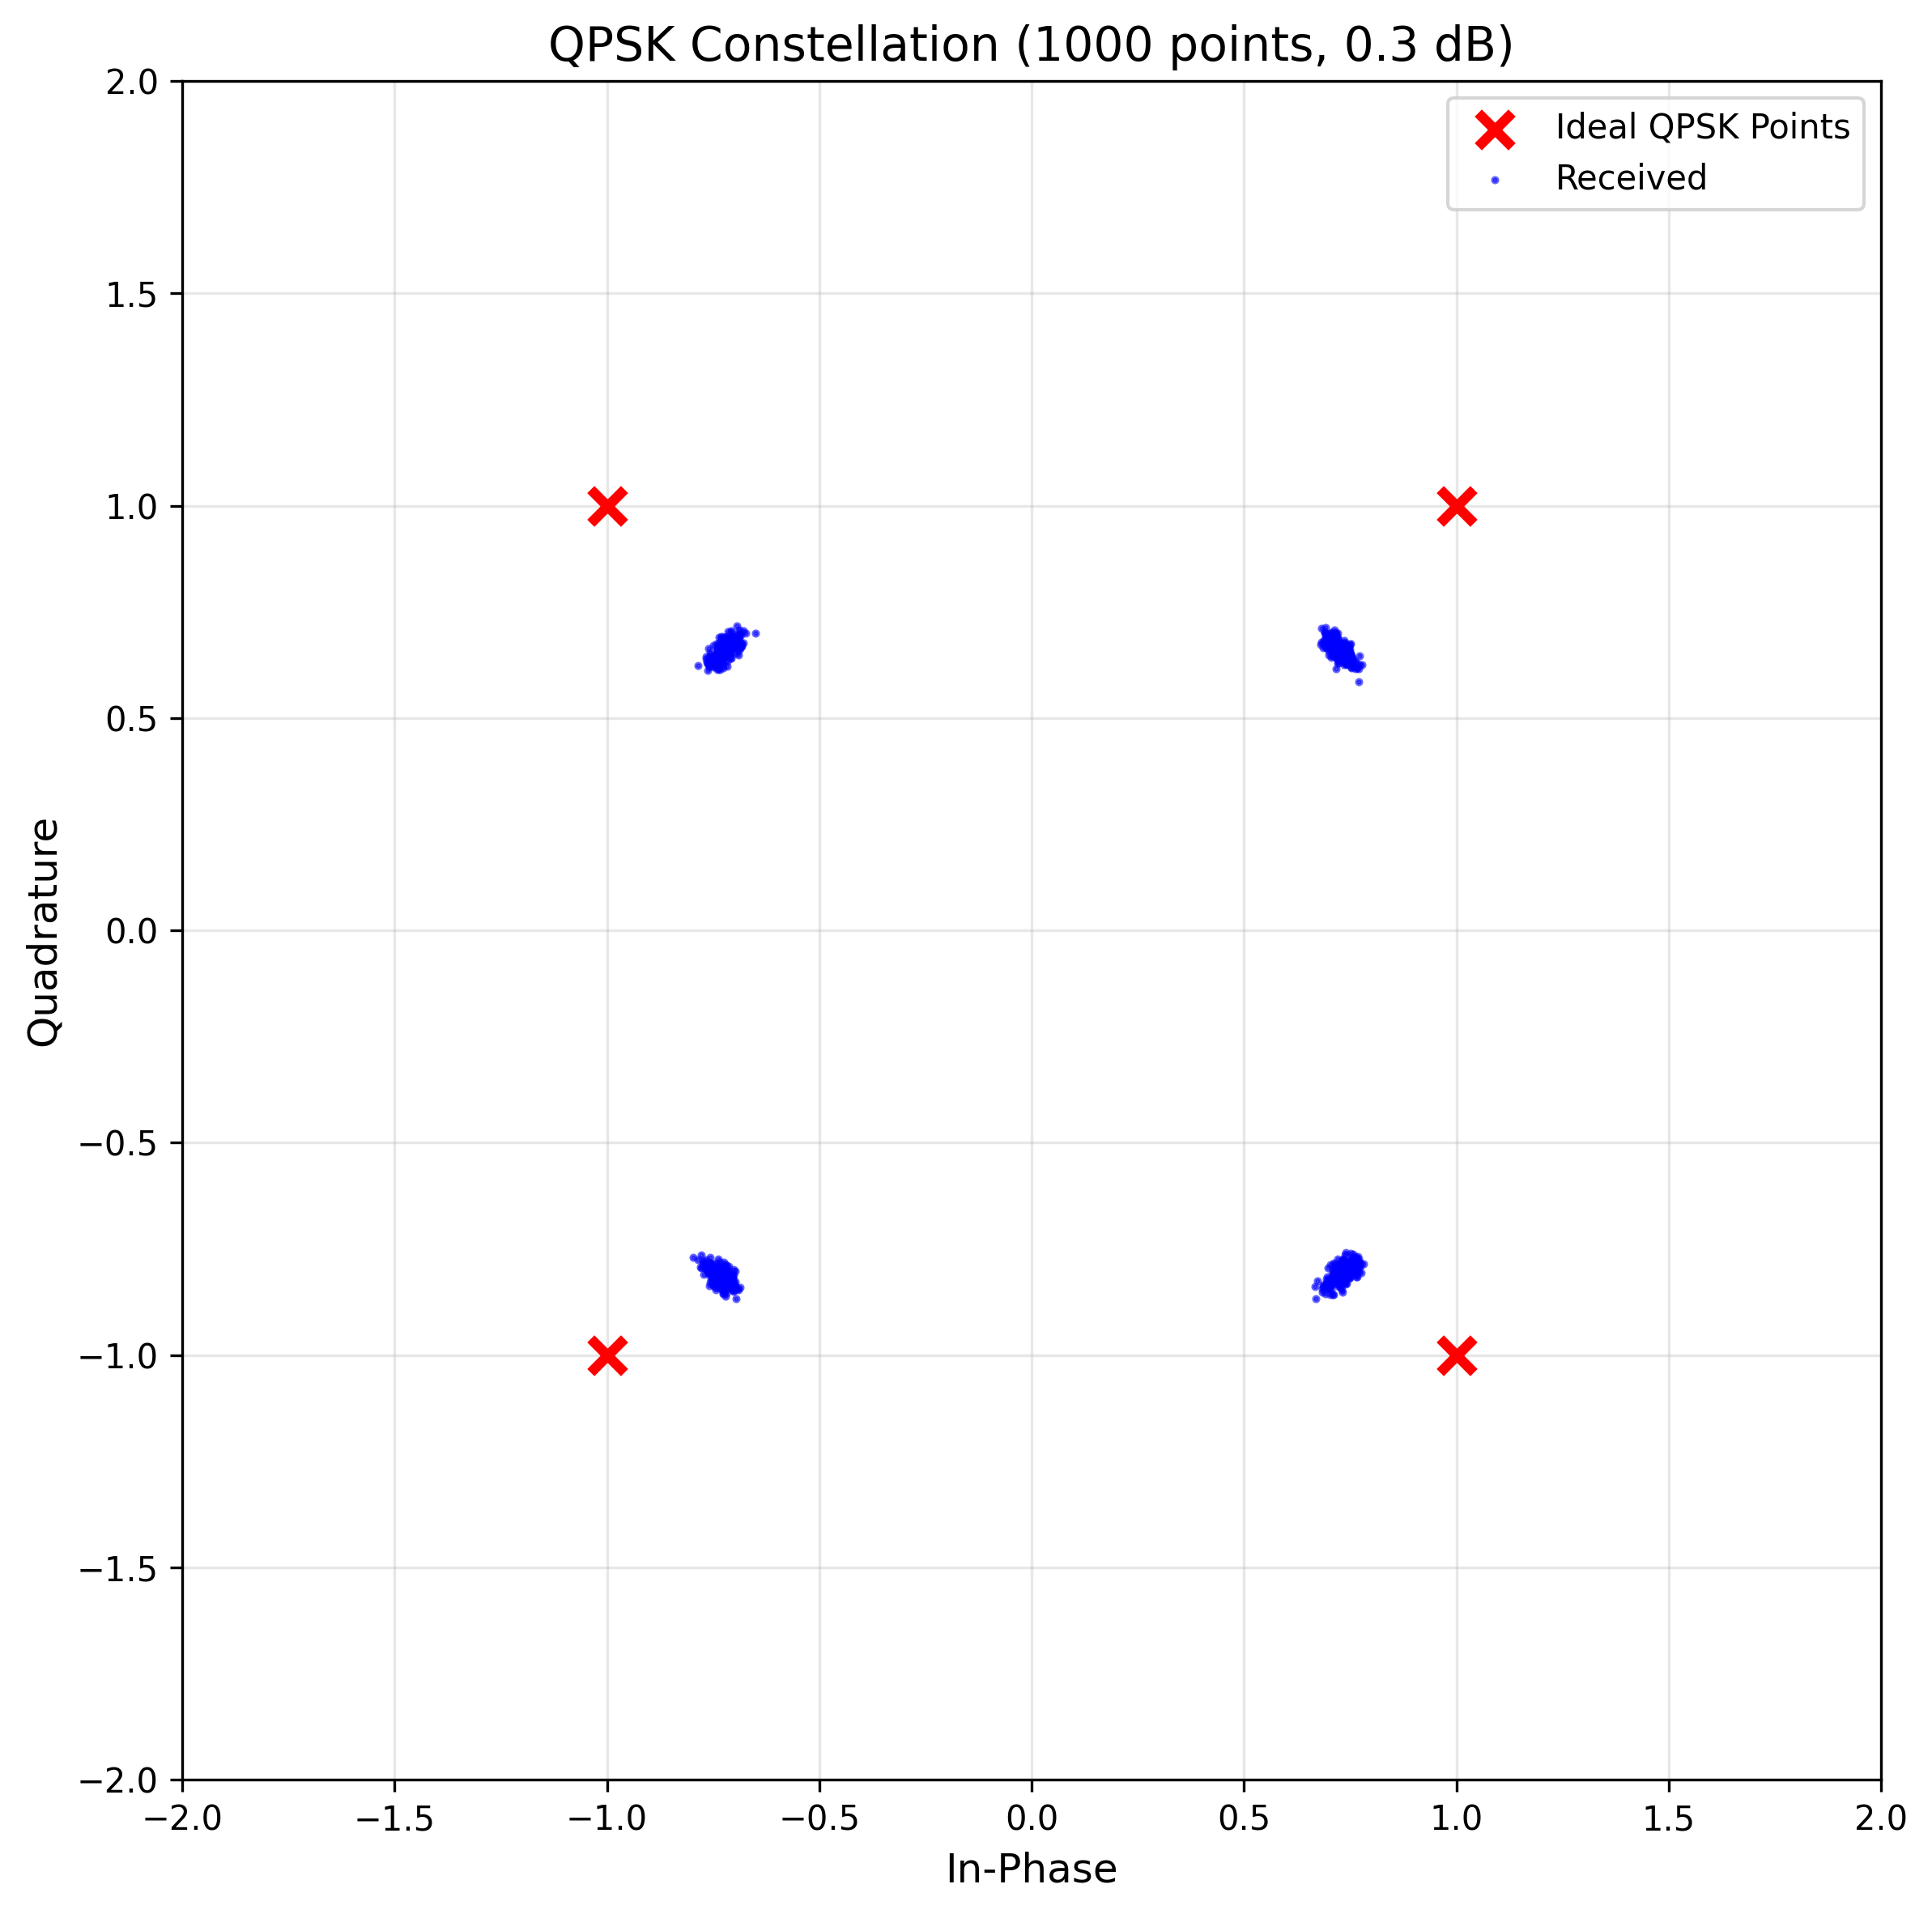 QPSK Constellation (1000 points, 0.3 dB)
Ideal QPSK Points
Received
2.0
1.5
1.0
0.5
0.0
−0.5
−1.0
−1.5
−2.0
Quadrature
−2.0 −1.5 −1.0 −0.5 0.0 0.5 1.0 1.5 2.0
In-Phase